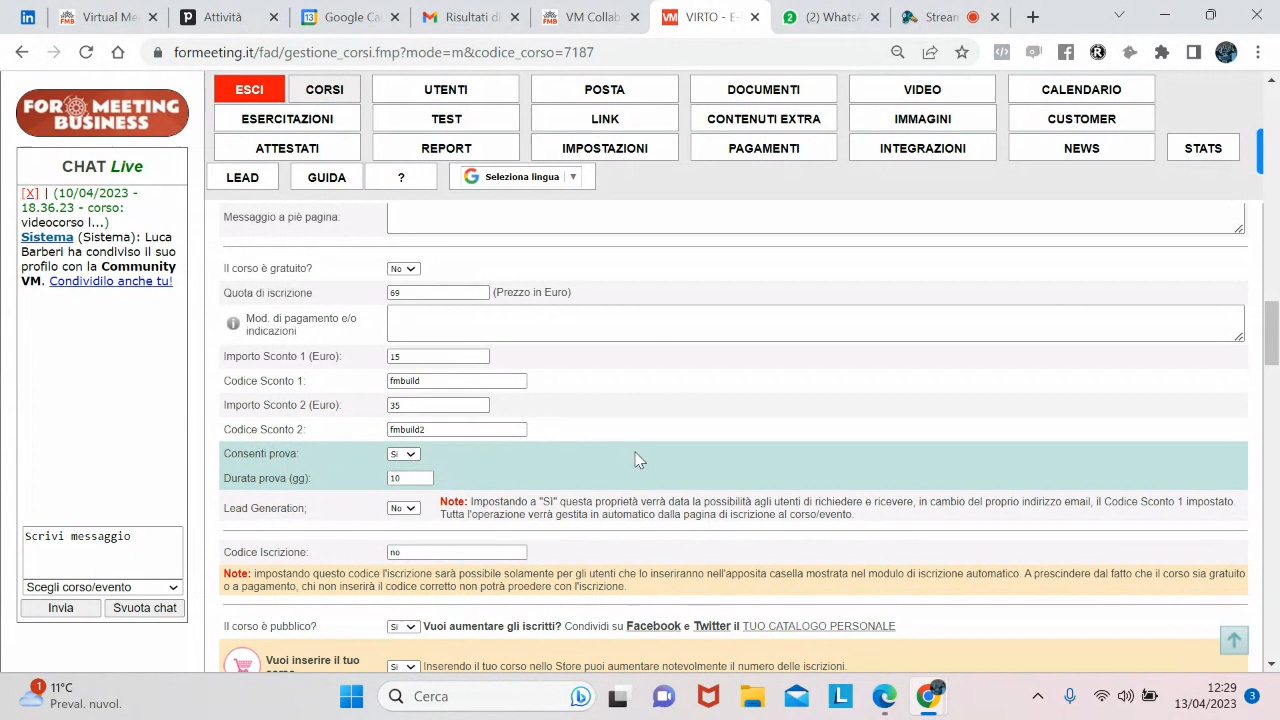 Virtual Me
Attività
Google Ca
Risultati c
VM Collab
VIRTO - E-
(2) Whats
Stream
formeeting.it/fad/gestione_corsi.fmp?mode=m&codice_corso=7187
FOR MEETING
BUSINESS
CHAT Live
[X] | (10/04/2023 -
18.36.23 - corso:
videocorso l...)
Sistema (Sistema): Luca
Barberi ha condiviso il suo
profilo con la Community
VM. Condividilo anche tu!
Scrivi messaggio
Scegli corso/evento
Invia Svuota chat
ESCI CORSI UTENTI POSTA DOCUMENTI VIDEO CALENDARIO
ESERCITAZIONI TEST LINK CONTENUTI EXTRA IMMAGINI CUSTOMER
ATTESTATI REPORT IMPOSTAZIONI PAGAMENTI INTEGRAZIONI NEWS STATS
LEAD GUIDA ? Seleziona lingua
Messaggio a piè pagina:
Il corso è gratuito? No
Quota di iscrizione 69 (Prezzo in Euro)
Mod. di pagamento e/o
indicazioni
Importo Sconto 1 (Euro): 15
Codice Sconto 1: fmbuild
Importo Sconto 2 (Euro): 35
Codice Sconto 2: fmbuild2
Consenti prova: Si
Durata prova (gg): 10
Lead Generation; No Note: Impostando a "Sì" questa proprietà verrà data la possibilità agli utenti di richiedere e ricevere, in cambio del proprio indirizzo email, il Codice Sconto 1 impostato.
Tutta l'operazione verrà gestita in automatico dalla pagina di iscrizione al corso/evento.
Codice Iscrizione: no
Note: impostando questo codice l'iscrizione sarà possibile solamente per gli utenti che lo inseriranno nell'apposita casella mostrata nel modulo di iscrizione automatico. A prescindere dal fatto che il corso sia gratuito
o a pagamento, chi non inserirà il codice corretto non potrà proedere con l'iscrizione.
Il corso è pubblico? Si Vuoi aumentare gli iscritti? Condividi su Facebook e Twitter il TUO CATALOGO PERSONALE
Vuoi inserire il tuo
Si Inserendo il tuo corso nello Store puoi aumentare notevolmente il numero delle iscrizioni.
1 11°C
Preval. nuvol.
Cerca
12:29
13/04/2023
3